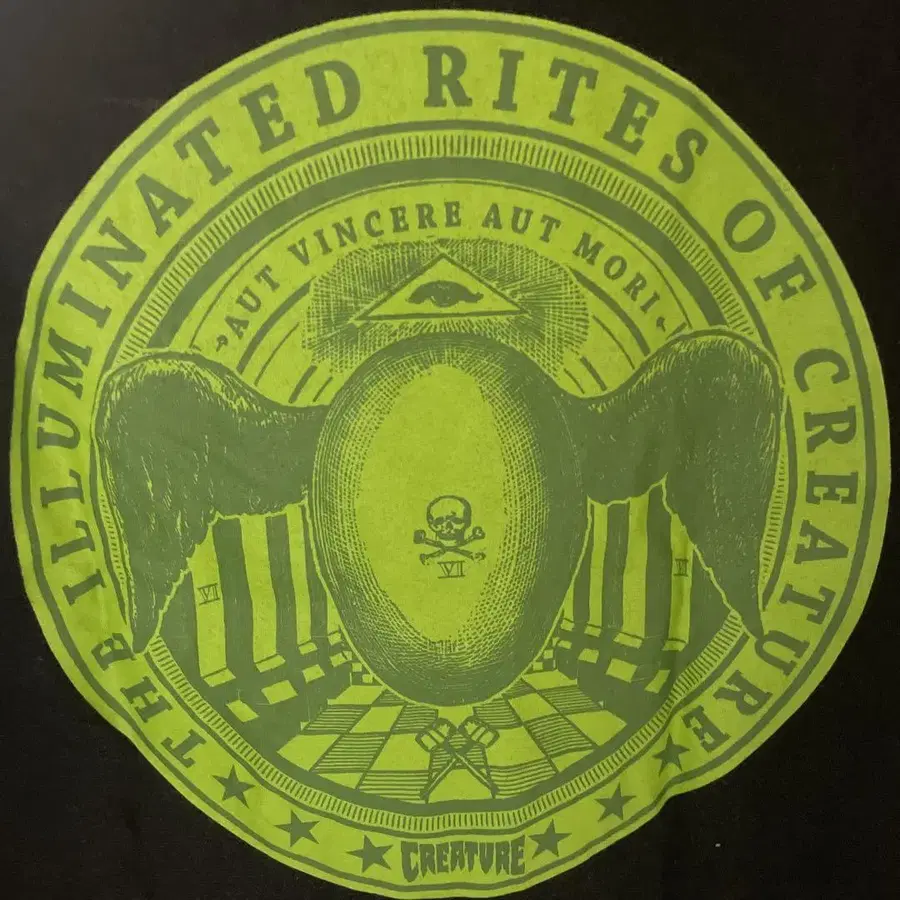 THE ILLUMINATED RITES OF CREATURE
AUT VINCERE AUT MORI
VI
VI
VI
CREATURE